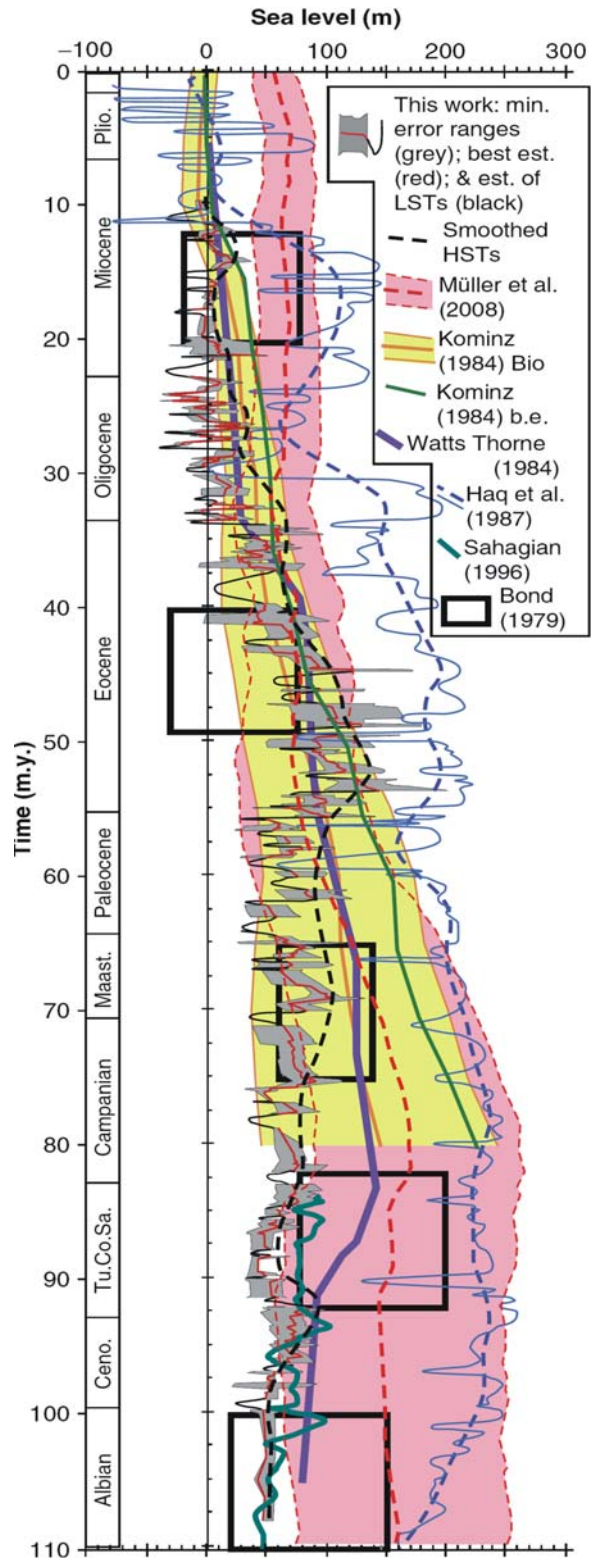 Sea level (m)
−100 0 100 200 300
0
10
20
30
40
50
60
70
80
90
100
110
Time (m.y.)
Plio.
Miocene
Oligocene
Eocene
Paleocene
Maast.
Campanian
Tu.Co.Sa.
Ceno.
Albian
This work: min.
error ranges
(grey); best est.
(red); & est. of
LSTs (black)
Smoothed
HSTs
Müller et al.
(2008)
Kominz
(1984) Bio
Kominz
(1984) b.e.
Watts Thorne
(1984)
Haq et al.
(1987)
Sahagian
(1996)
Bond
(1979)